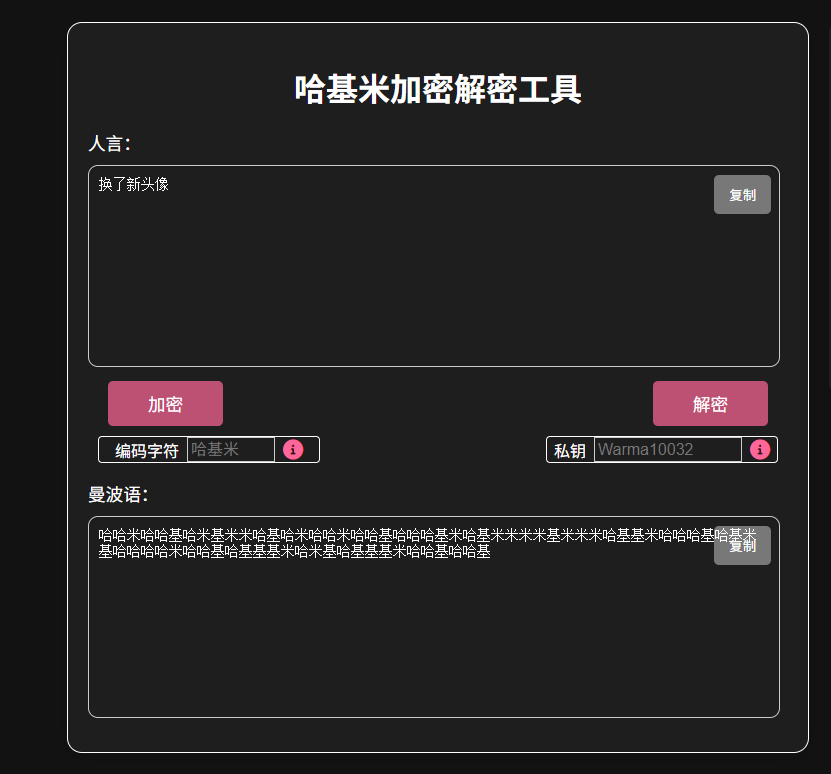 哈基米加密解密工具
人言：
换了新头像
复制
加密
解密
编码字符 哈基米
私钥 Warma10032
曼波语：
哈哈米哈哈基哈米基米米哈基哈米哈哈米哈哈基哈哈哈基米哈基米米米米基米米米哈基基米哈哈哈基哈基米
基哈哈哈哈米哈哈基哈基基基米哈米基哈基基基米哈哈基哈哈基
复制